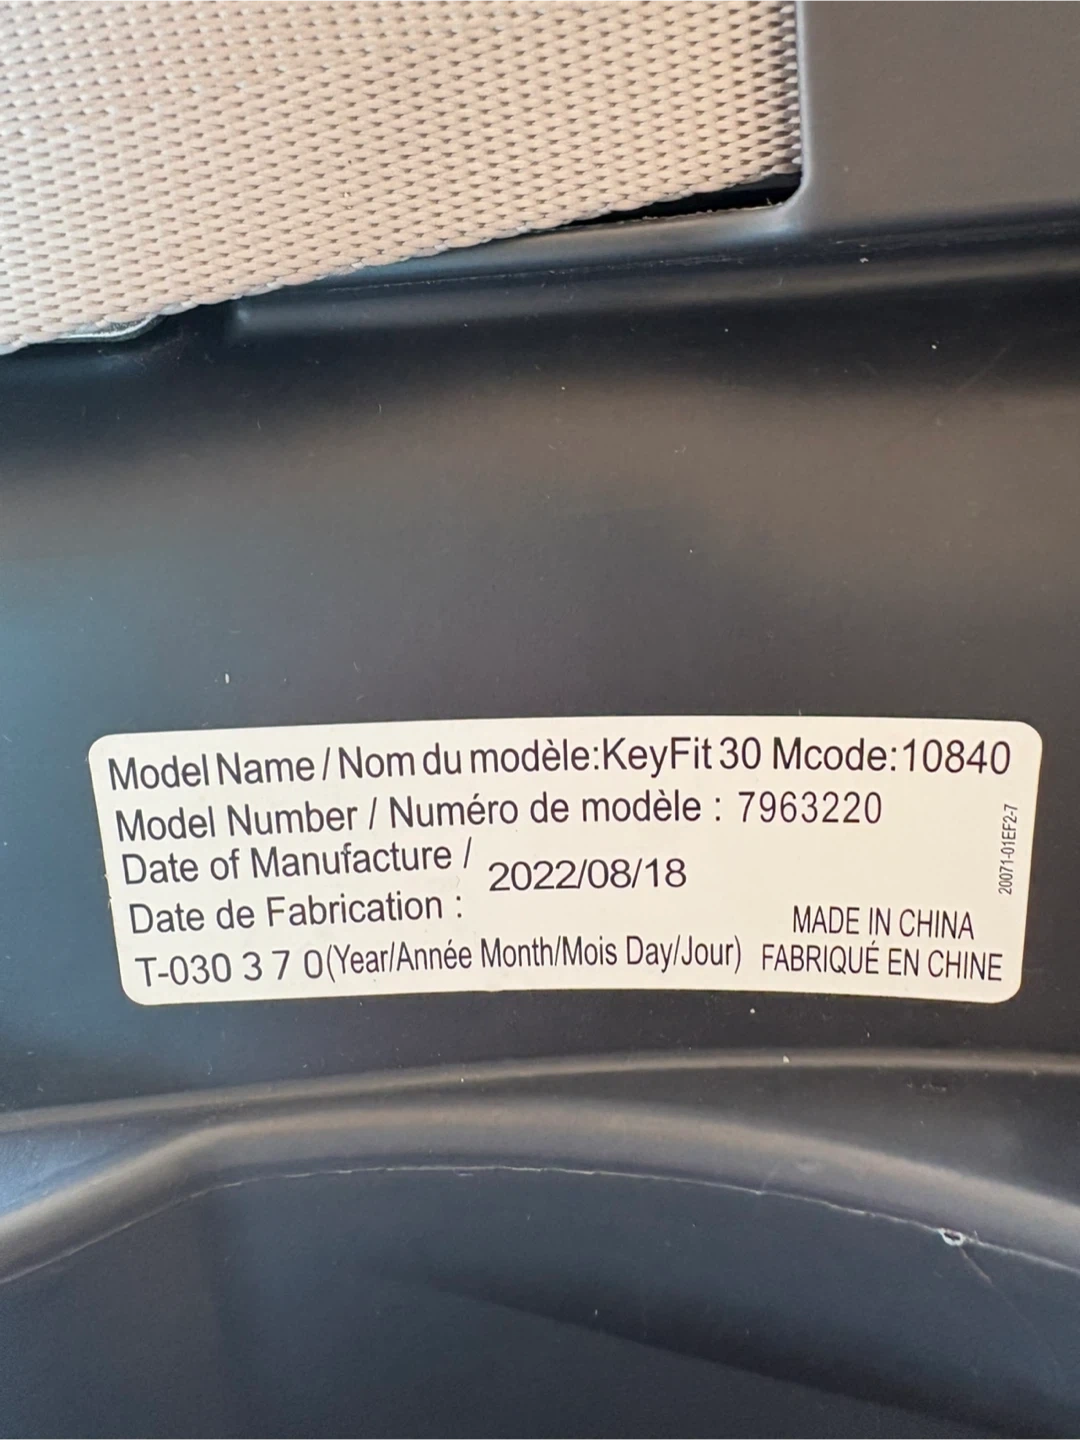 Model Name / Nom du modèle:KeyFit 30 Mcode:10840
Model Number / Numéro de modèle : 7963220
Date of Manufacture /
2022/08/18
Date de Fabrication :
T-030 3 7 0(Year/Année Month/Mois Day/Jour)
MADE IN CHINA
FABRIQUÉ EN CHINE
20071-01EF2-7